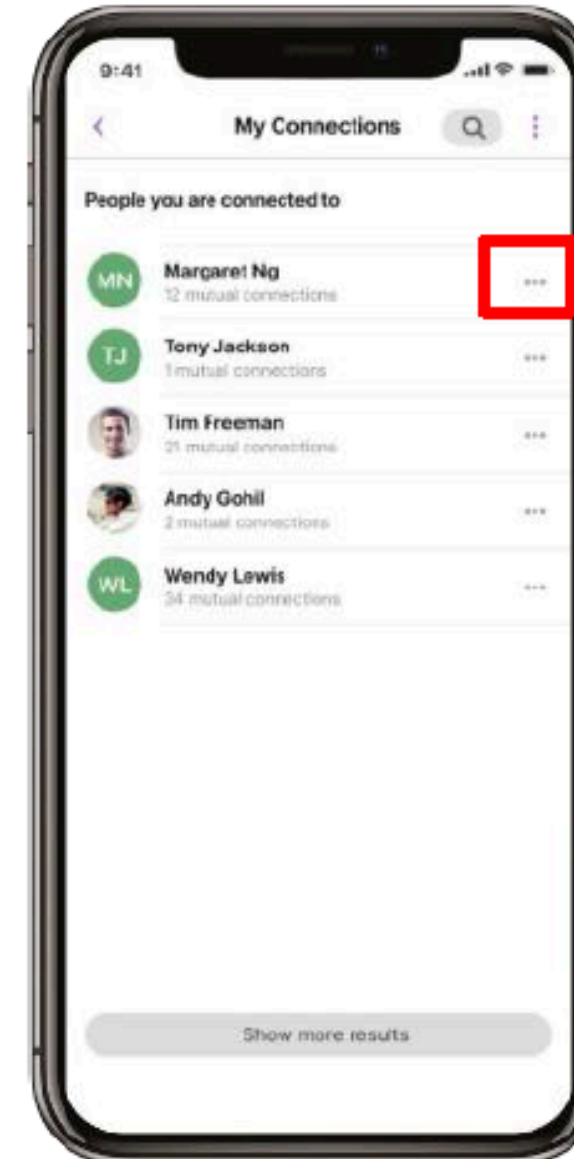 9:41
My Connections
People you are connected to
MN
Margaret Ng
12 mutual connections
TJ
Tony Jackson
1 mutual connections
Tim Freeman
21 mutual connections
Andy Gohil
2 mutual connections
WL
Wendy Lewis
34 mutual connections
Show more results